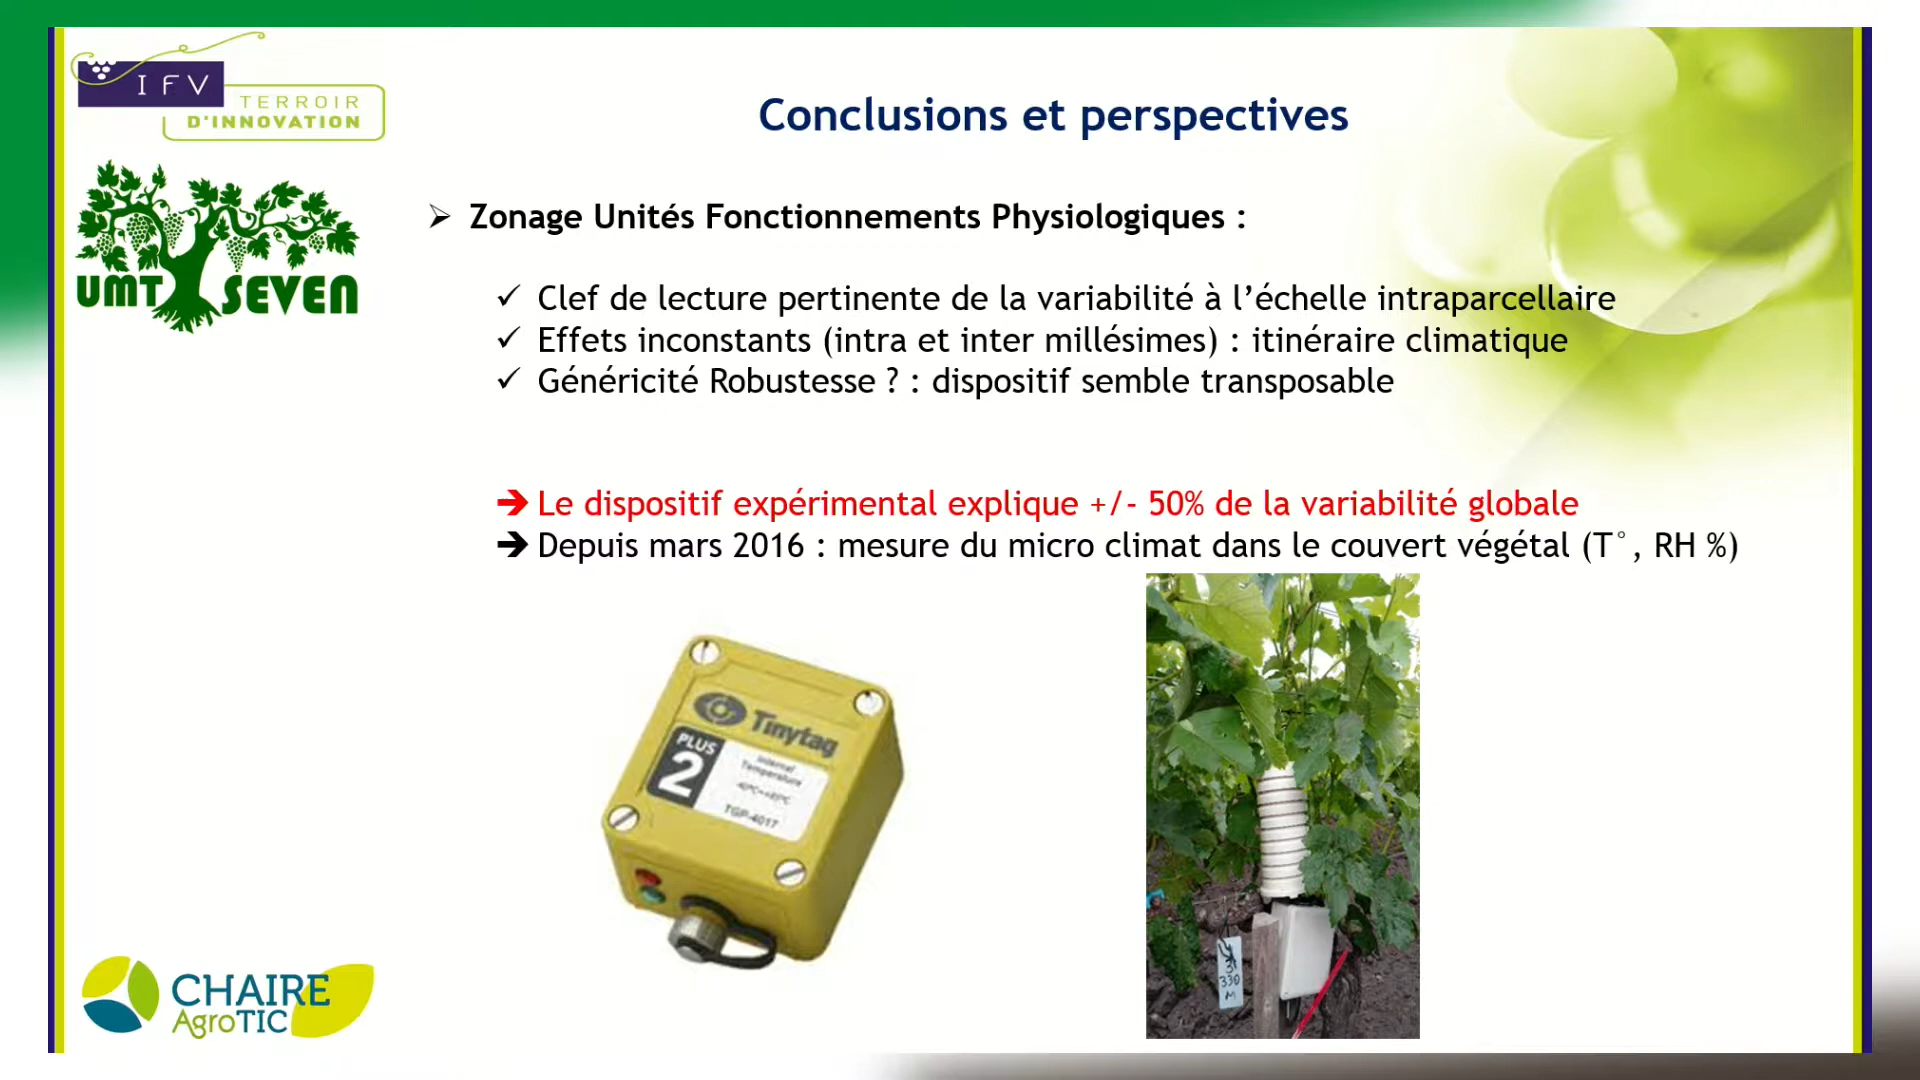 IFV
TERROIR
D'INNOVATION
Conclusions et perspectives
UMT SEVEN
Zonage Unités Fonctionnements Physiologiques :
Clef de lecture pertinente de la variabilité à l’échelle intraparcellaire
Effets inconstants (intra et inter millésimes) : itinéraire climatique
Généricité Robustesse ? : dispositif semble transposable
Le dispositif expérimental explique +/- 50% de la variabilité globale
Depuis mars 2016 : mesure du micro climat dans le couvert végétal (T°, RH %)
Tinytag
PLUS
2
Internal
Temperature
TGP-4017
330
M
CHAIRE
AgroTIC